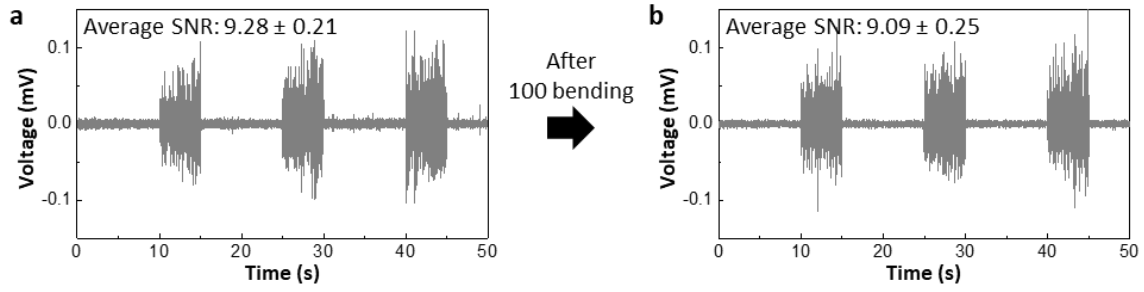 a
Average SNR: 9.28 ± 0.21
0.1
0.0
-0.1
Voltage (mV)
0
10
20
30
40
50
Time (s)
After
100 bending
b
Average SNR: 9.09 ± 0.25
0.1
0.0
-0.1
Voltage (mV)
0
10
20
30
40
50
Time (s)